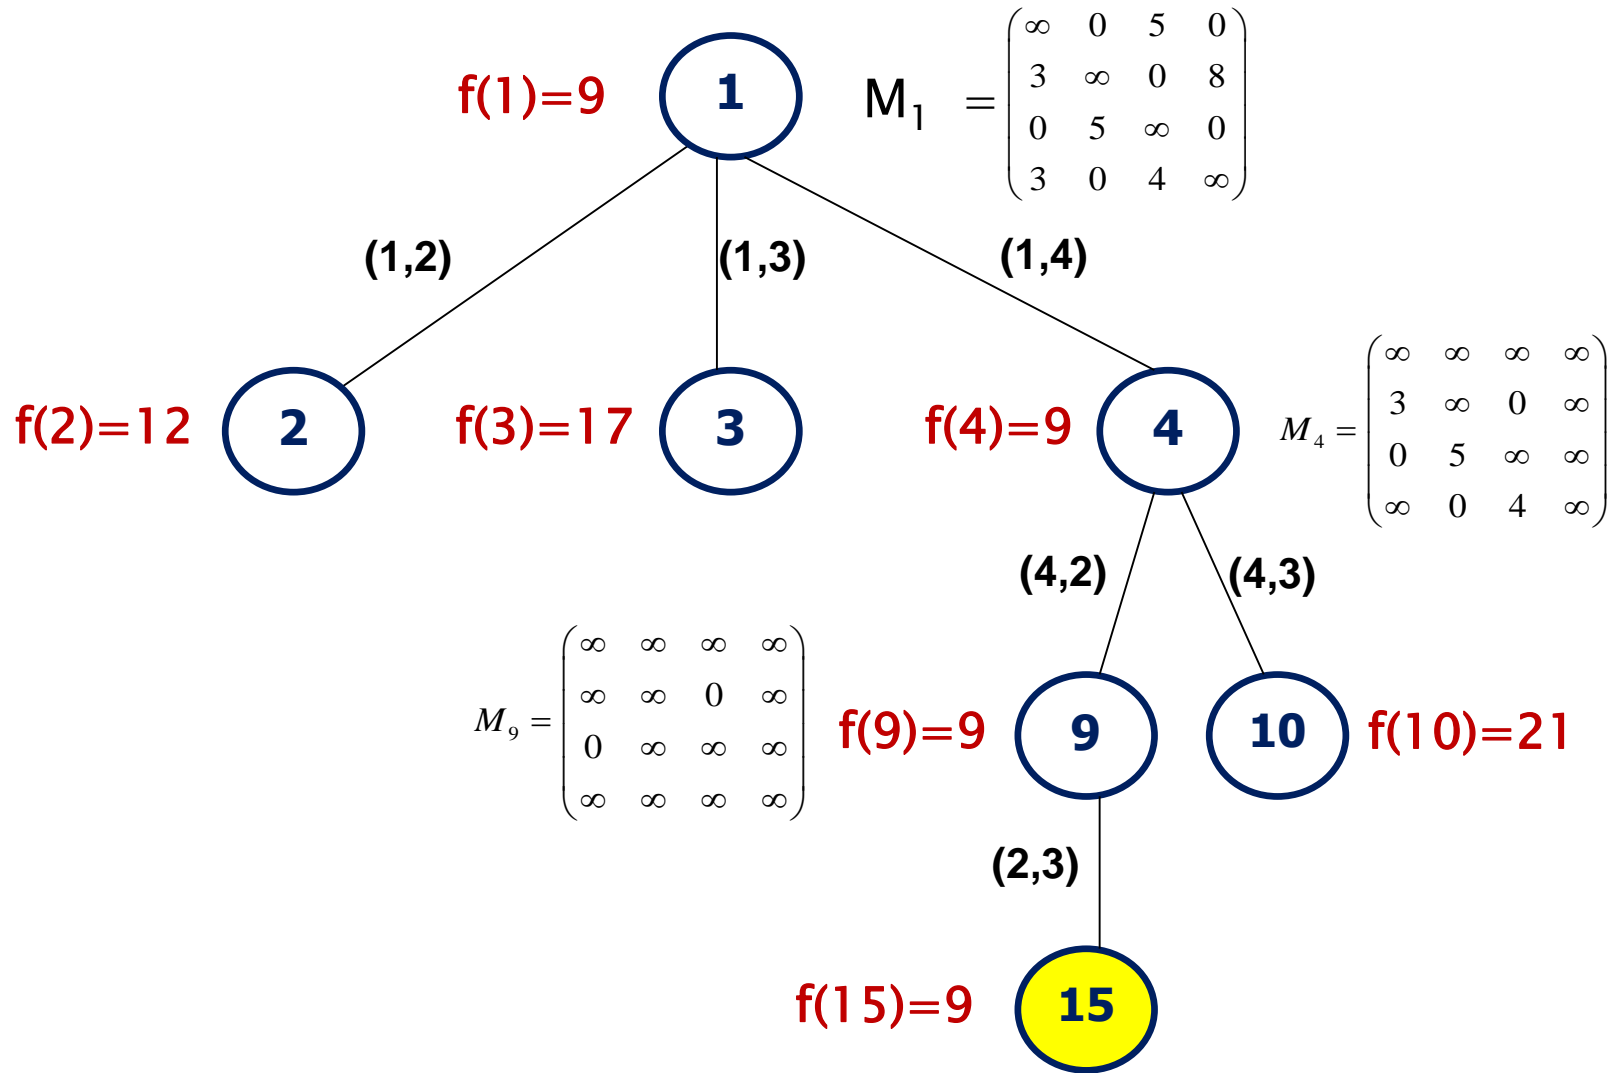 f(1)=9 1 M₁ = ∞ 0 5 0
3 ∞ 0 8
0 5 ∞ 0
3 0 4 ∞
(1,2) (1,3) (1,4)
f(2)=12 2 f(3)=17 3 f(4)=9 4 M₄ = ∞ ∞ ∞ ∞
3 ∞ 0 ∞
0 5 ∞ ∞
∞ 0 4 ∞
(4,2) (4,3)
M₉ = ∞ ∞ ∞ ∞
∞ ∞ 0 ∞
0 ∞ ∞ ∞
∞ ∞ ∞ ∞
f(9)=9 9 10 f(10)=21
(2,3)
f(15)=9 15